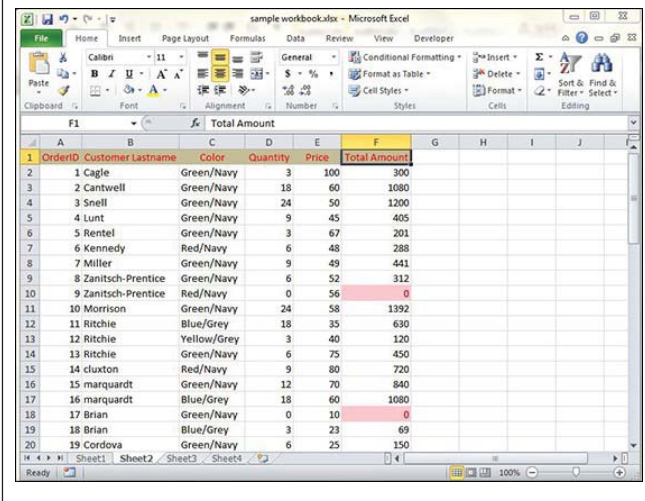 sample workbook.xlsx - Microsoft Excel
File Home Insert Page Layout Formulas Data Review View Developer
Calibri 11 General Conditional Formatting Insert
Paste B I U A A $ % , Format as Table Delete Sort & Find &
A Cell Styles Format Filter Select
Clipboard Font Alignment Number Styles Cells Editing
F1 fx Total Amount
A B C D E F G H I J
1 OrderID Customer Lastname Color Quantity Price Total Amount
2 1 Cagle Green/Navy 3 100 300
3 2 Cantwell Green/Navy 18 60 1080
4 3 Snell Green/Navy 24 50 1200
5 4 Lunt Green/Navy 9 45 405
6 5 Rentel Green/Navy 3 67 201
7 6 Kennedy Red/Navy 6 48 288
8 7 Miller Green/Navy 9 49 441
9 8 Zanitsch-Prentice Green/Navy 6 52 312
10 9 Zanitsch-Prentice Red/Navy 0 56 0
11 10 Morrison Green/Navy 24 58 1392
12 11 Ritchie Blue/Grey 18 35 630
13 12 Ritchie Yellow/Grey 3 40 120
14 13 Ritchie Green/Navy 6 75 450
15 14 cluxton Red/Navy 9 80 720
16 15 marquardt Green/Navy 12 70 840
17 16 marquardt Blue/Grey 18 60 1080
18 17 Brian Green/Navy 0 10 0
19 18 Brian Blue/Grey 3 23 69
20 19 Cordova Green/Navy 6 25 150
Sheet1 Sheet2 Sheet3 Sheet4
Ready 100%